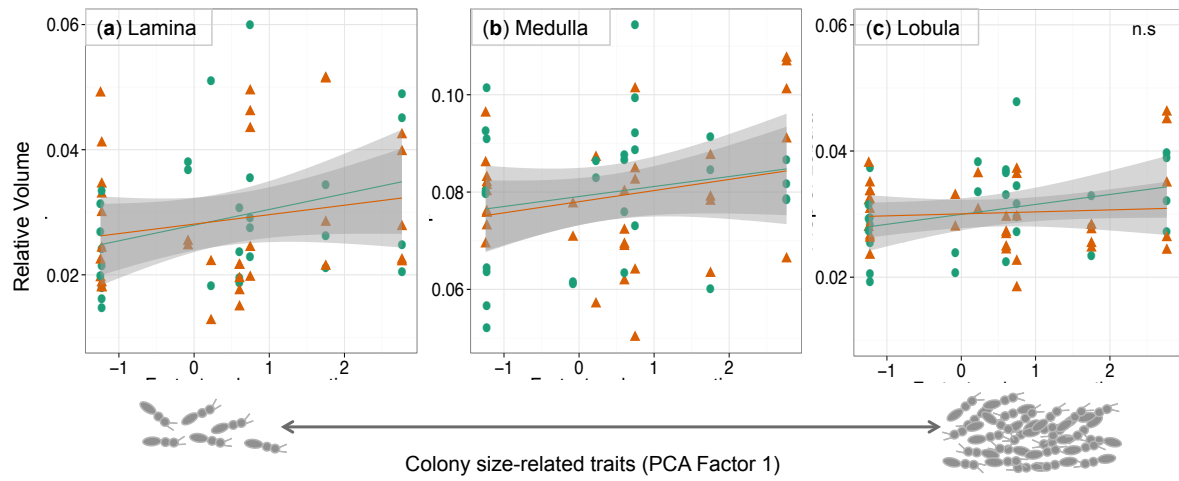 (a) Lamina
(b) Medulla
(c) Lobula
n.s
Relative Volume
0.06
0.04
0.02
0.10
0.08
0.06
0.06
0.04
0.02
−1 0 1 2
−1 0 1 2
−1 0 1 2
Colony size-related traits (PCA Factor 1)